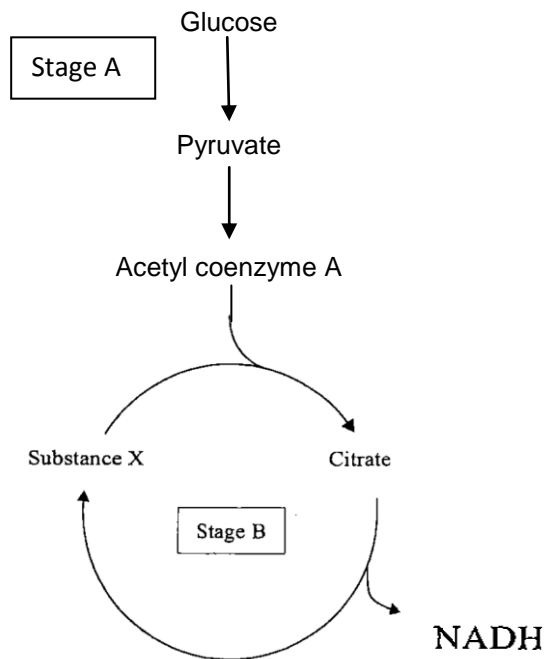 Glucose
Stage A
Pyruvate
Acetyl coenzyme A
Substance X
Citrate
Stage B
NADH